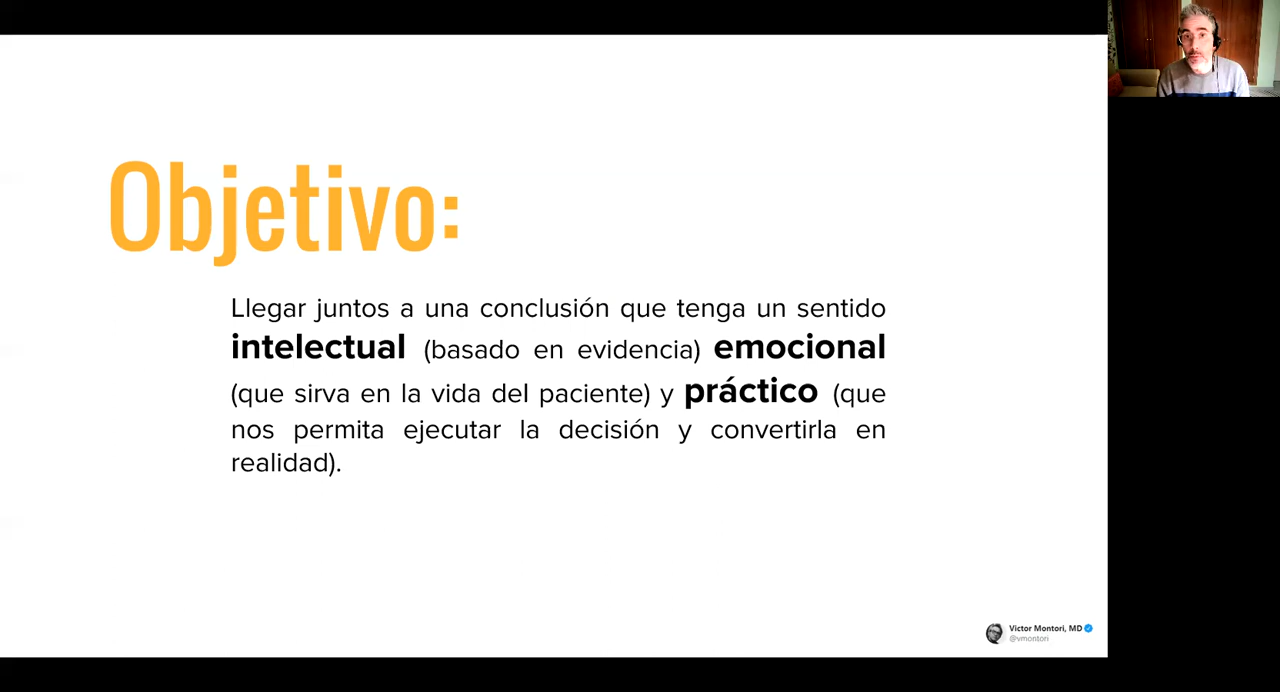 Objetivo:
Llegar juntos a una conclusión que tenga un sentido
intelectual (basado en evidencia) emocional
(que sirva en la vida del paciente) y práctico (que
nos permita ejecutar la decisión y convertirla en
realidad).
Victor Montori, MD
@vmontori